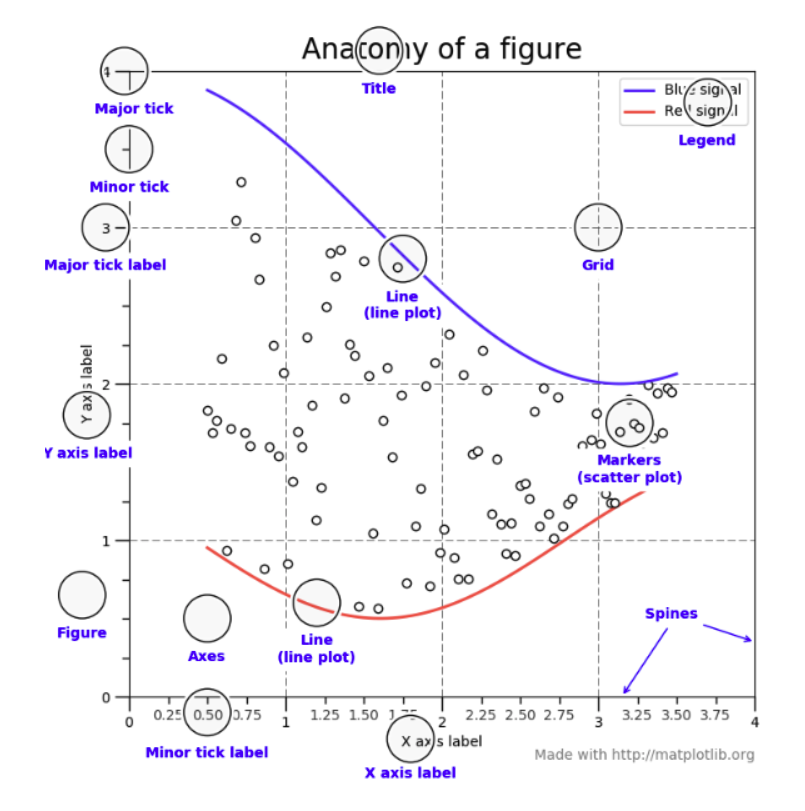 Anatomy of a figure
4
Major tick
Title
Blue signal
Red signal
Legend
Minor tick
3
Major tick label
Grid
Line
(line plot)
2
Y axis label
Y axis label
Markers
(scatter plot)
1
Figure
Axes
Line
(line plot)
Spines
0
0 0.25 0.50 0.75 1 1.25 1.50 1.75 2 2.25 2.50 3 3.25 3.50 3.75 4
Minor tick label
X axis label
X axis label
Made with http://matplotlib.org